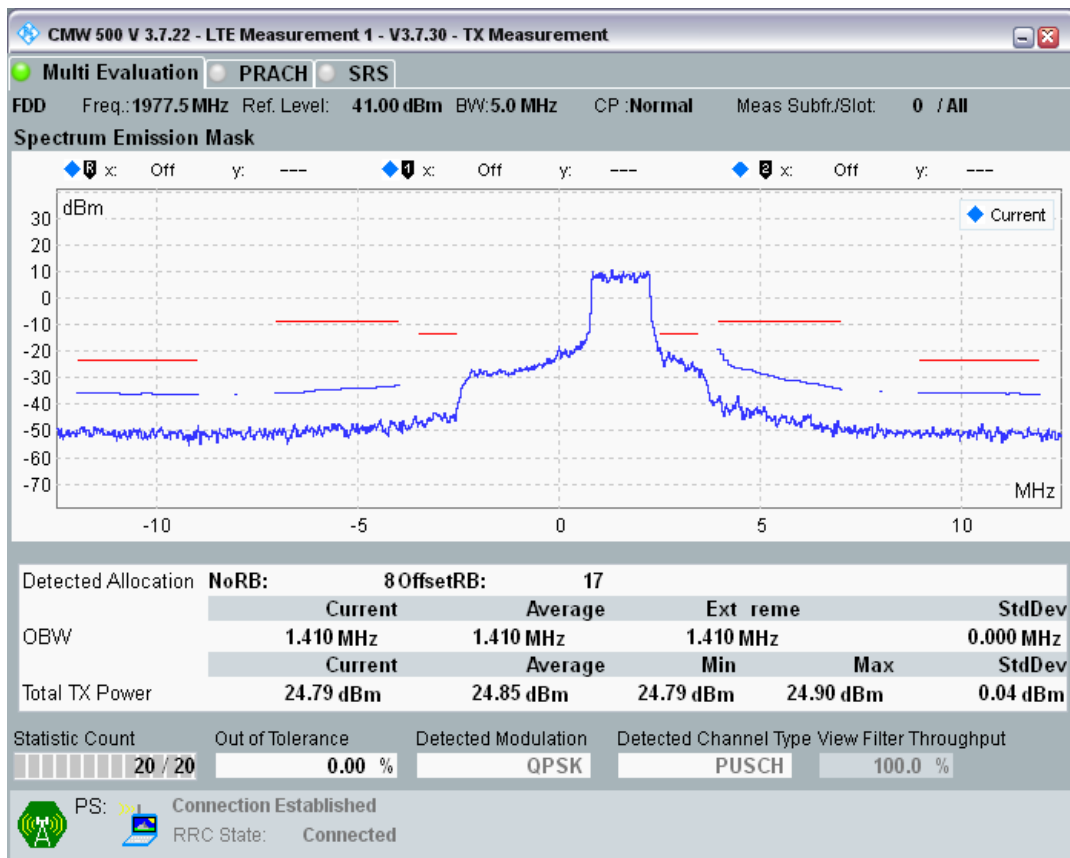 CMW 500 V 3.7.22 - LTE Measurement 1 - V3.7.30 - TX Measurement
Multi Evaluation PRACH SRS
FDD Freq.: 1977.5 MHz Ref. Level: 41.00 dBm BW: 5.0 MHz CP : Normal Meas Subfr./Slot: 0 / All
Spectrum Emission Mask
R x: Off y: --- 1 x: Off y: --- 2 x: Off y: ---
dBm
Current
30
20
10
0
-10
-20
-30
-40
-50
-60
-70
MHz
-10 -5 0 5 10
Detected Allocation NoRB: 8 OffsetRB: 17
Current Average Ext reme StdDev
OBW 1.410 MHz 1.410 MHz 1.410 MHz 0.000 MHz
Current Average Min Max StdDev
Total TX Power 24.79 dBm 24.85 dBm 24.79 dBm 24.90 dBm 0.04 dBm
Statistic Count Out of Tolerance Detected Modulation Detected Channel Type View Filter Throughput
20 / 20 0.00 % QPSK PUSCH 100.0 %
PS: Connection Established
RRC State: Connected